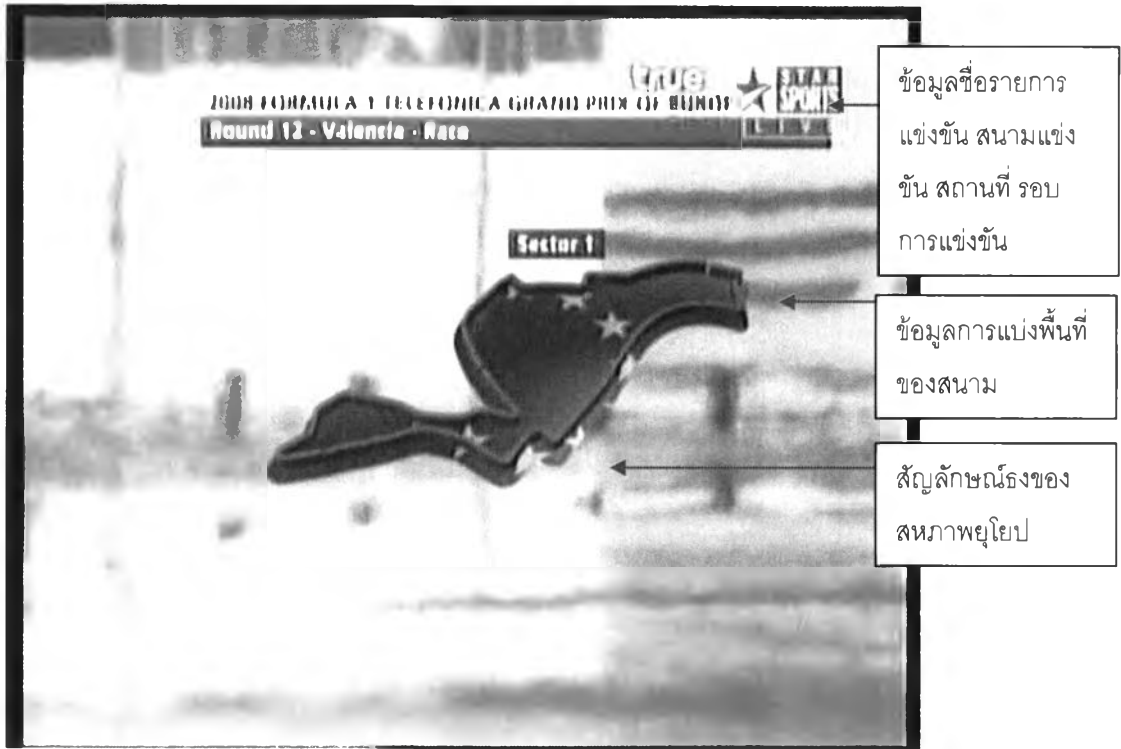 true
STAR
SPORTS
2008 FORMULA 1 TELEFONICA GRAND PRIX OF EUROPE
LIVE
Round 12 - Valencia - Race
Sector 1
ข้อมูลชื่อรายการ
แข่งขัน สนามแข่ง
ขัน สถานที่ รอบ
การแข่งขัน
ข้อมูลการแบ่งพื้นที่
ของสนาม
สัญลักษณ์ธงของ
สหภาพยุโยป